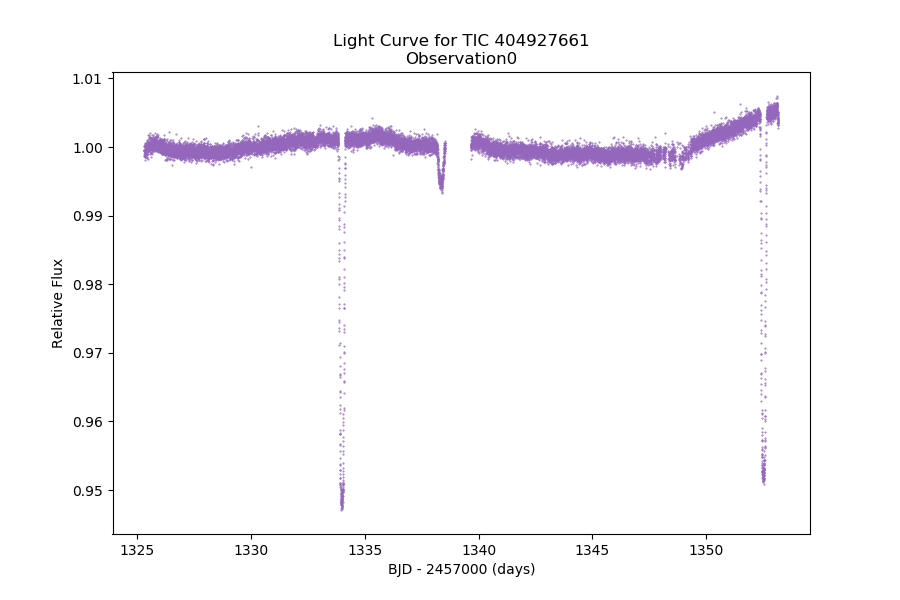 Light Curve for TIC 404927661
Observation0
1.01
1.00
0.99
0.98
0.97
0.96
0.95
Relative Flux
1325 1330 1335 1340 1345 1350
BJD - 2457000 (days)